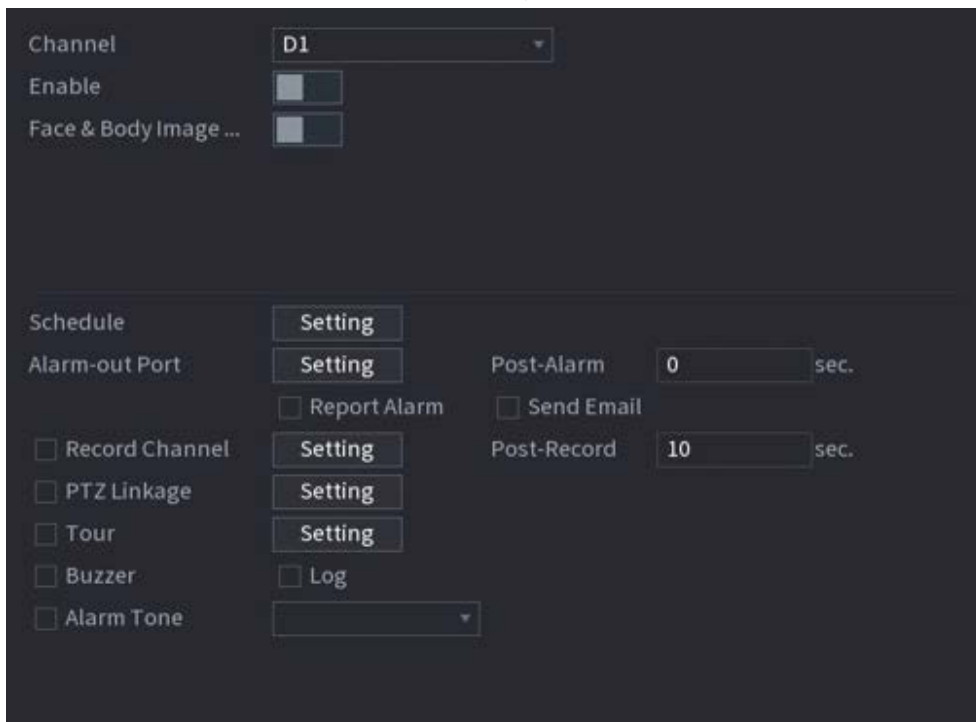 Channel D1
Enable
Face & Body Image ...
Schedule Setting
Alarm-out Port Setting Post-Alarm 0 sec.
Report Alarm Send Email
Record Channel Setting Post-Record 10 sec.
PTZ Linkage Setting
Tour Setting
Buzzer Log
Alarm Tone